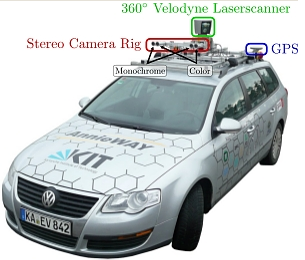 360° Velodyne Laserscanner
Stereo Camera Rig
GPS
Monochrome
Color
AnnieWAY
KIT
KA EV 842